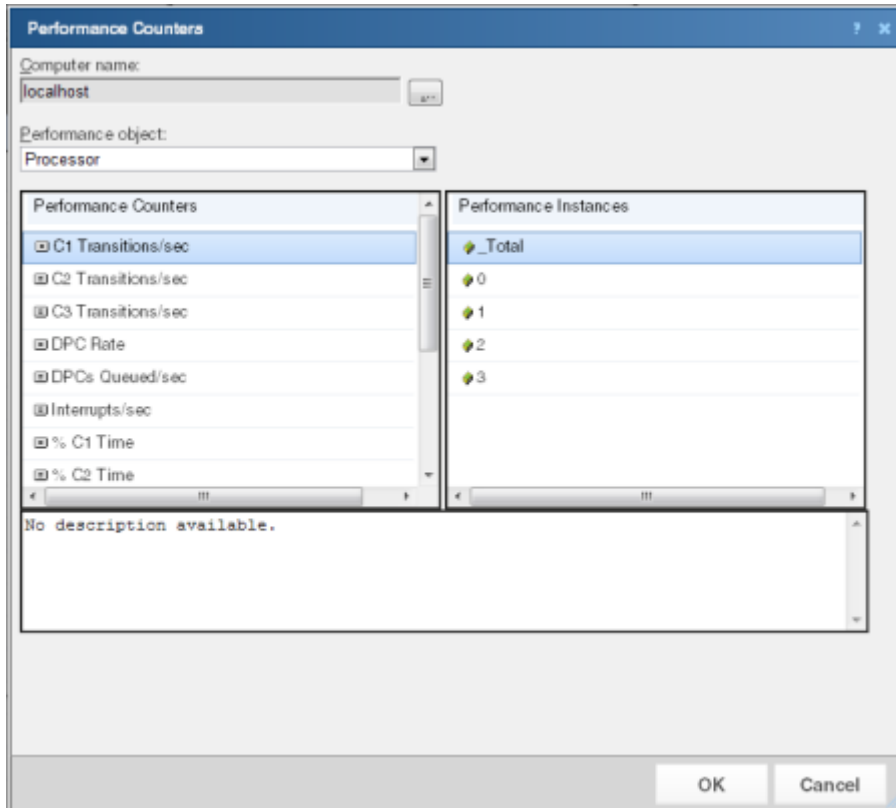 Performance Counters
Computer name:
localhost
...
Performance object:
Processor
Performance Counters
C1 Transitions/sec
C2 Transitions/sec
C3 Transitions/sec
DPC Rate
DPCs Queued/sec
Interrupts/sec
% C1 Time
% C2 Time
Performance Instances
_Total
0
1
2
3
No description available.
OK
Cancel